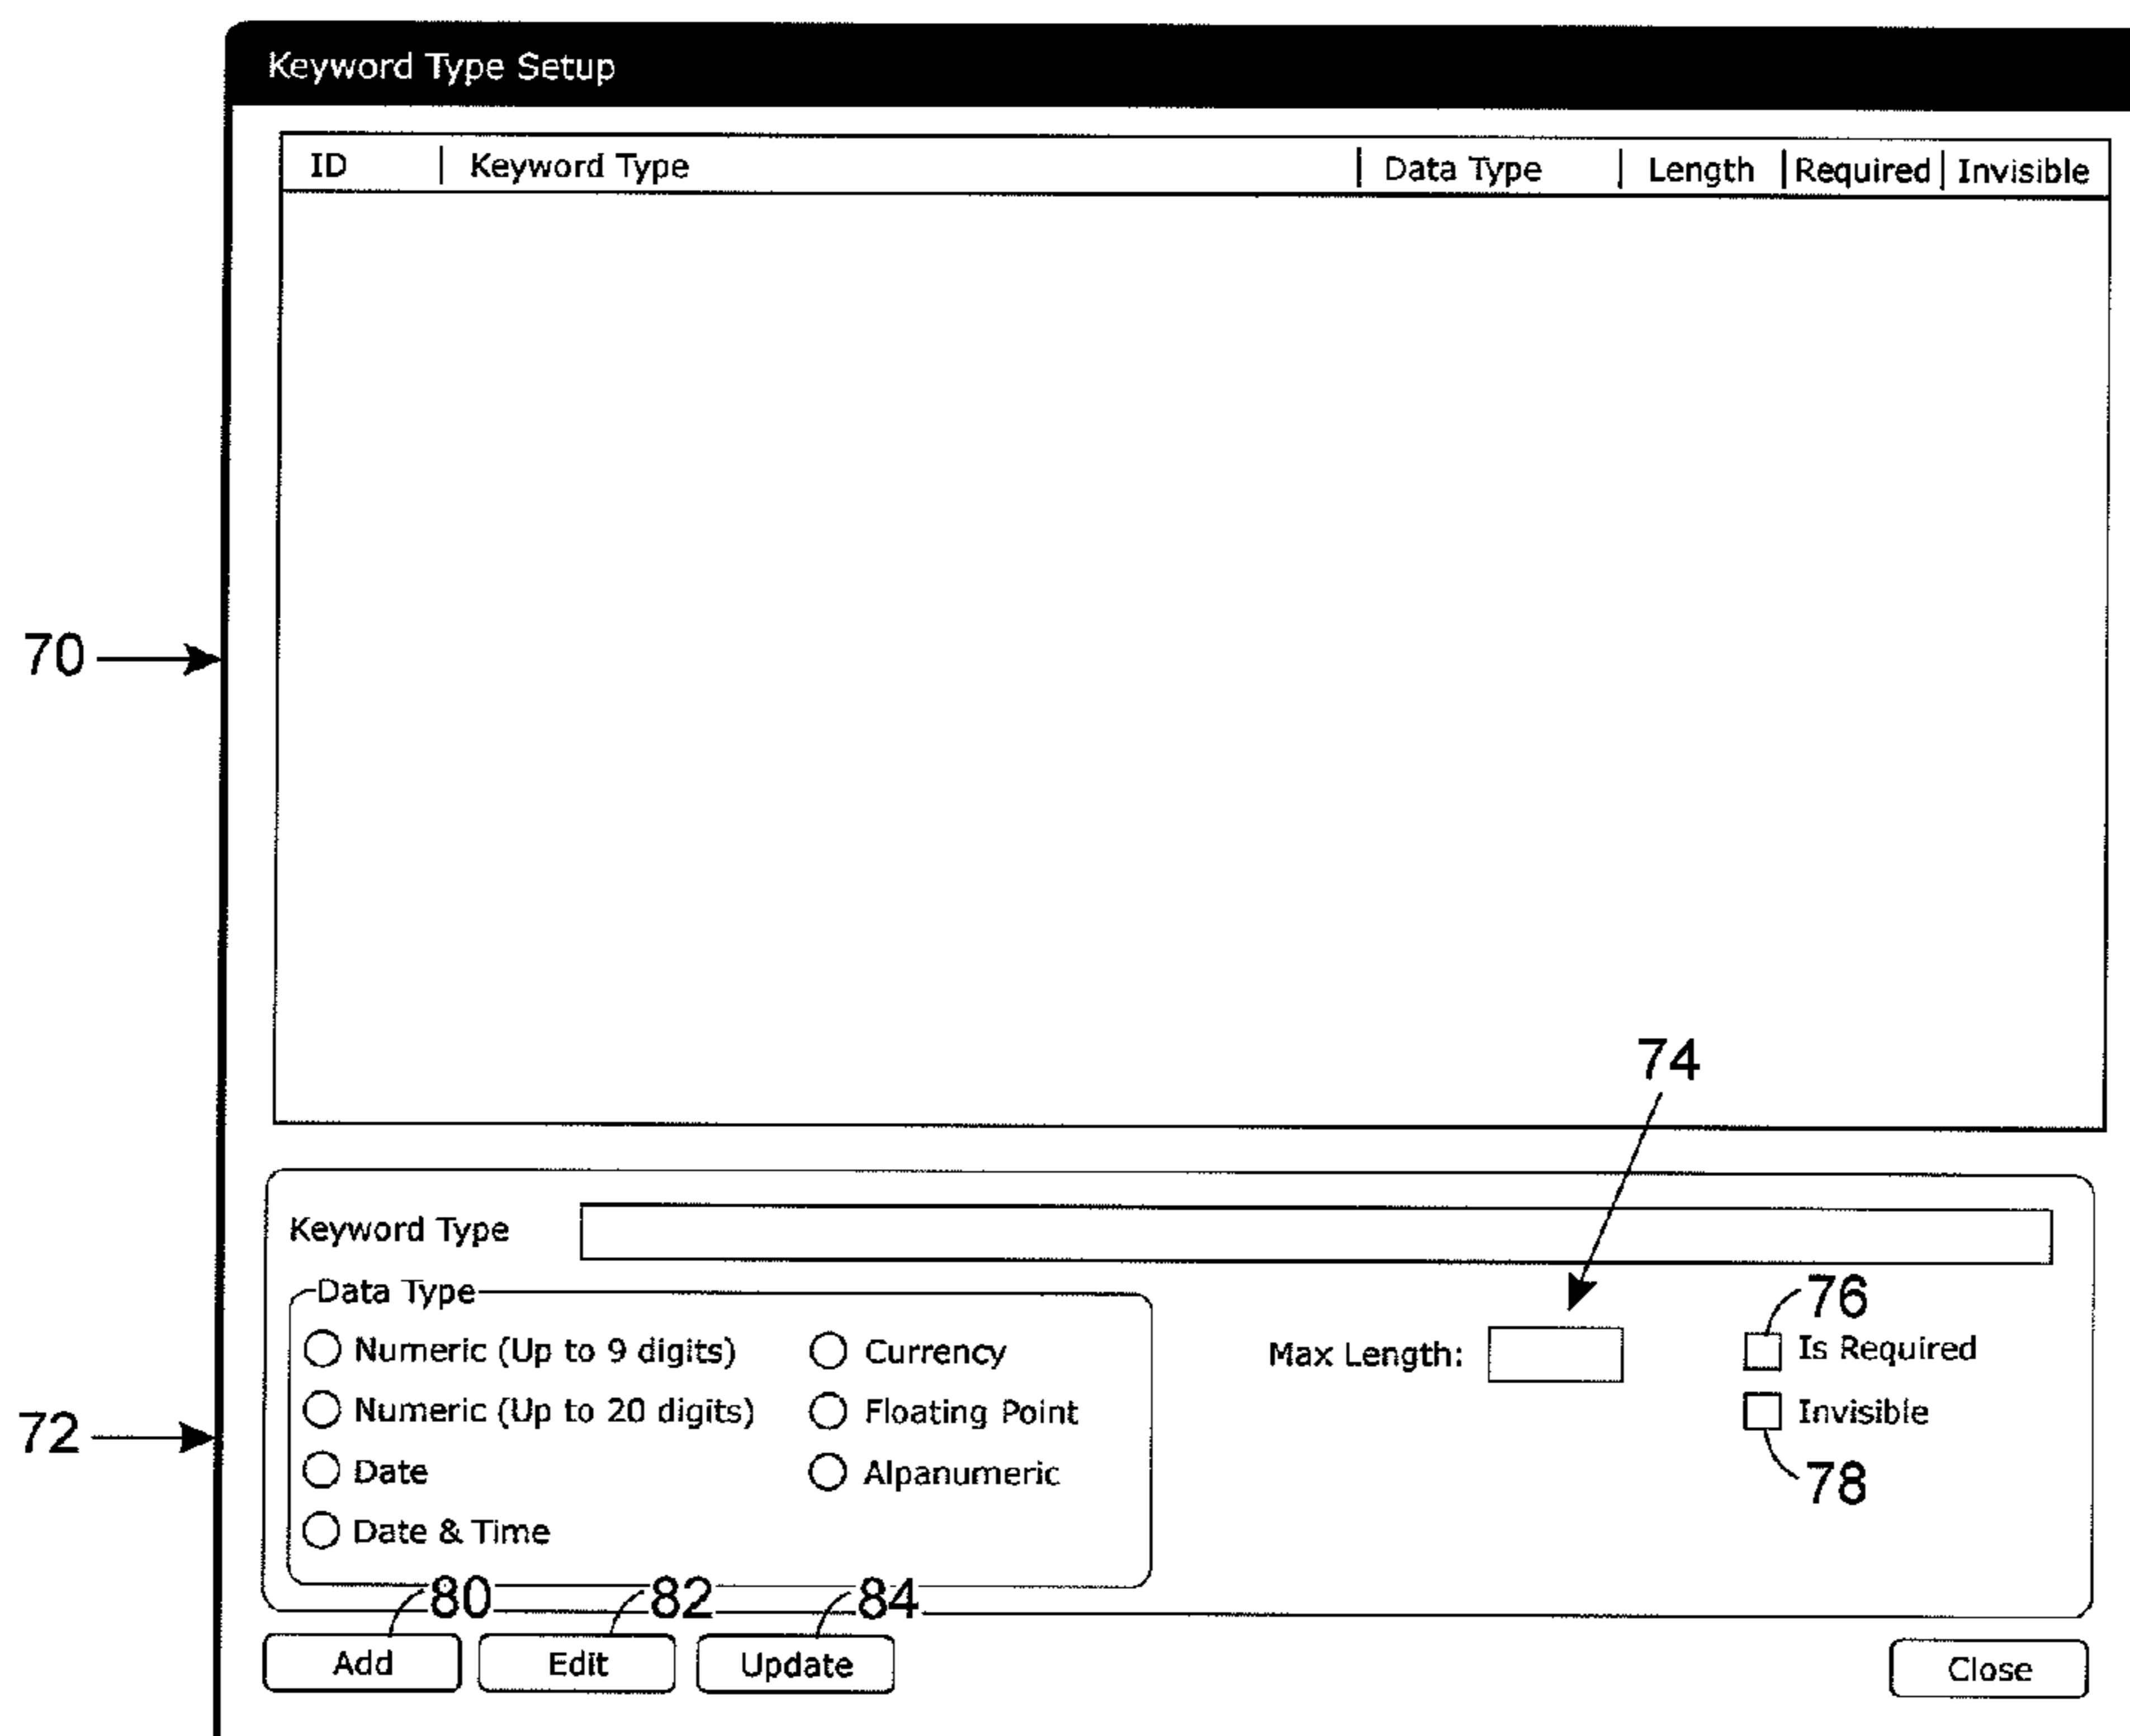 Keyword Type Setup
ID | Keyword Type | Data Type | Length | Required | Invisible
70
74
Keyword Type
Data Type
76
Numeric (Up to 9 digits) Currency Max Length: Is Required
72
Numeric (Up to 20 digits) Floating Point Invisible
Date Alpanumeric
78
Date & Time
80 82 84
Add Edit Update Close